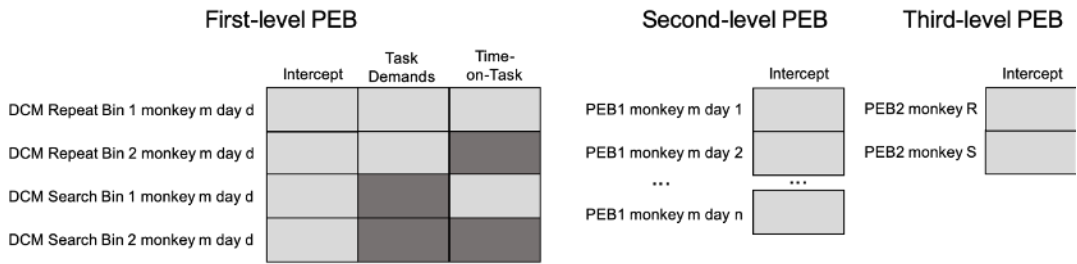 First-level PEB
Second-level PEB
Third-level PEB
Intercept
Task
Demands
Time-
on-Task
Intercept
Intercept
DCM Repeat Bin 1 monkey m day d
DCM Repeat Bin 2 monkey m day d
DCM Search Bin 1 monkey m day d
DCM Search Bin 2 monkey m day d
PEB1 monkey m day 1
PEB1 monkey m day 2
... ...
PEB1 monkey m day n
PEB2 monkey R
PEB2 monkey S